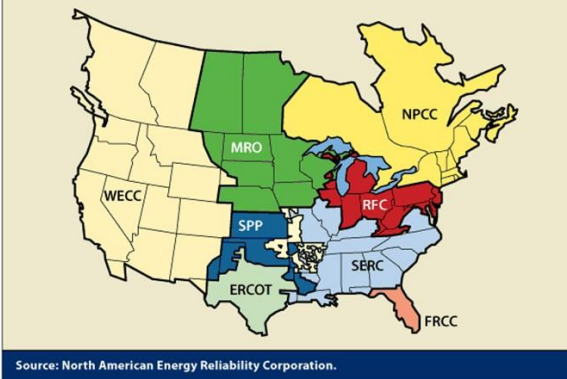 NPCC
MRO
WECC
RFC
SPP
SERC
ERCOT
FRCC
Source: North American Energy Reliability Corporation.